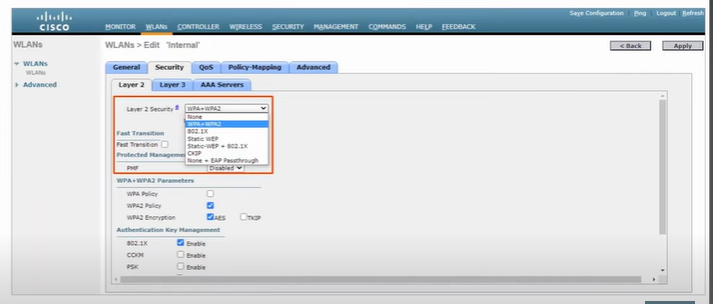 Save Configuration Ping Logout Refresh
CISCO
MONITOR WLANs CONTROLLER WIRELESS SECURITY MANAGEMENT COMMANDS HELP FEEDBACK
WLANs
WLANs > Edit 'Internal'
< Back
Apply
WLANs
WLANs
Advanced
General Security QoS Policy-Mapping Advanced
Layer 2 Layer 3 AAA Servers
Layer 2 Security 6 WPA+WPA2
None
WPA+WPA2
802.1X
Static WEP
Static-WEP + 802.1X
CKIP
None + EAP Passthrough
Fast Transition
Fast Transition
Protected Manageme
PMF Disabled
WPA+WPA2 Parameters
WPA Policy
WPA2 Policy
WPA2 Encryption AES TKIP
Authentication Key Management
802.1X Enable
CCKM Enable
PSK Enable